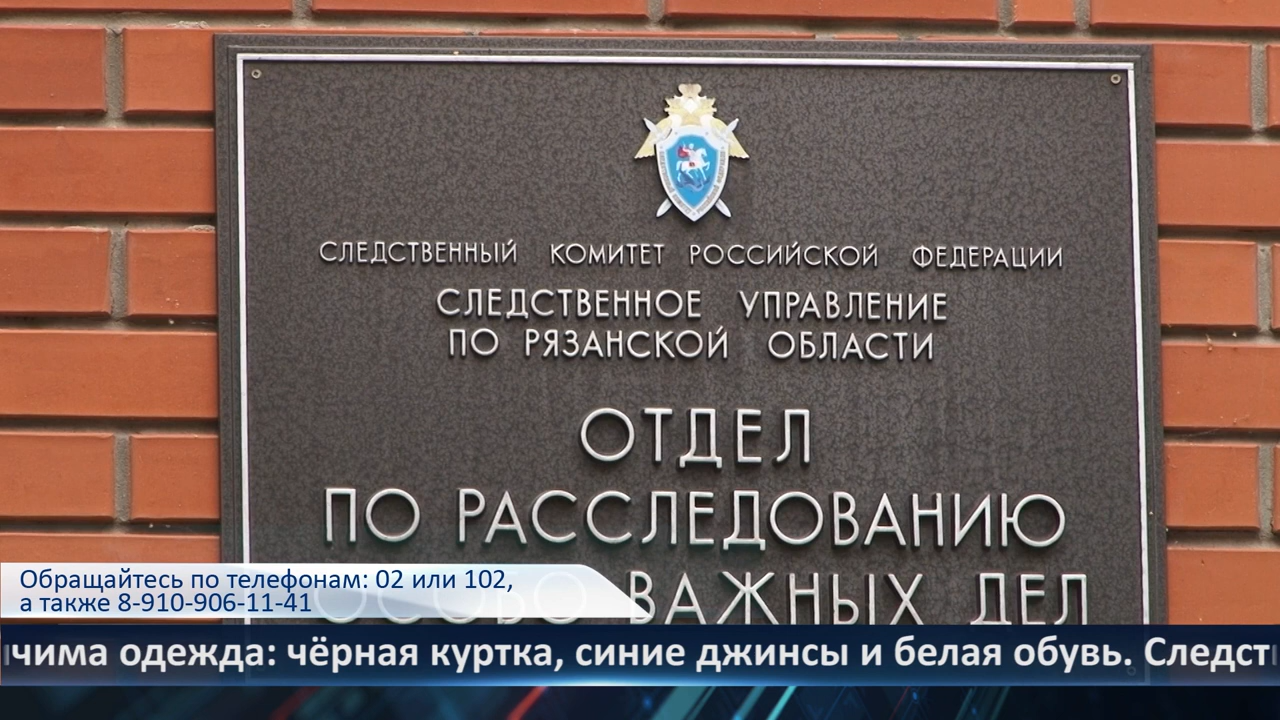 СЛЕДСТВЕННЫЙ КОМИТЕТ РОССИЙСКОЙ ФЕДЕРАЦИИ
СЛЕДСТВЕННОЕ УПРАВЛЕНИЕ
ПО РЯЗАНСКОЙ ОБЛАСТИ
ОТДЕЛ
ПО РАССЛЕДОВАНИЮ
ОСОБО ВАЖНЫХ ДЕЛ
Обращайтесь по телефонам: 02 или 102,
а также 8-910-906-11-41
одежда: чёрная куртка, синие джинсы и белая обувь.